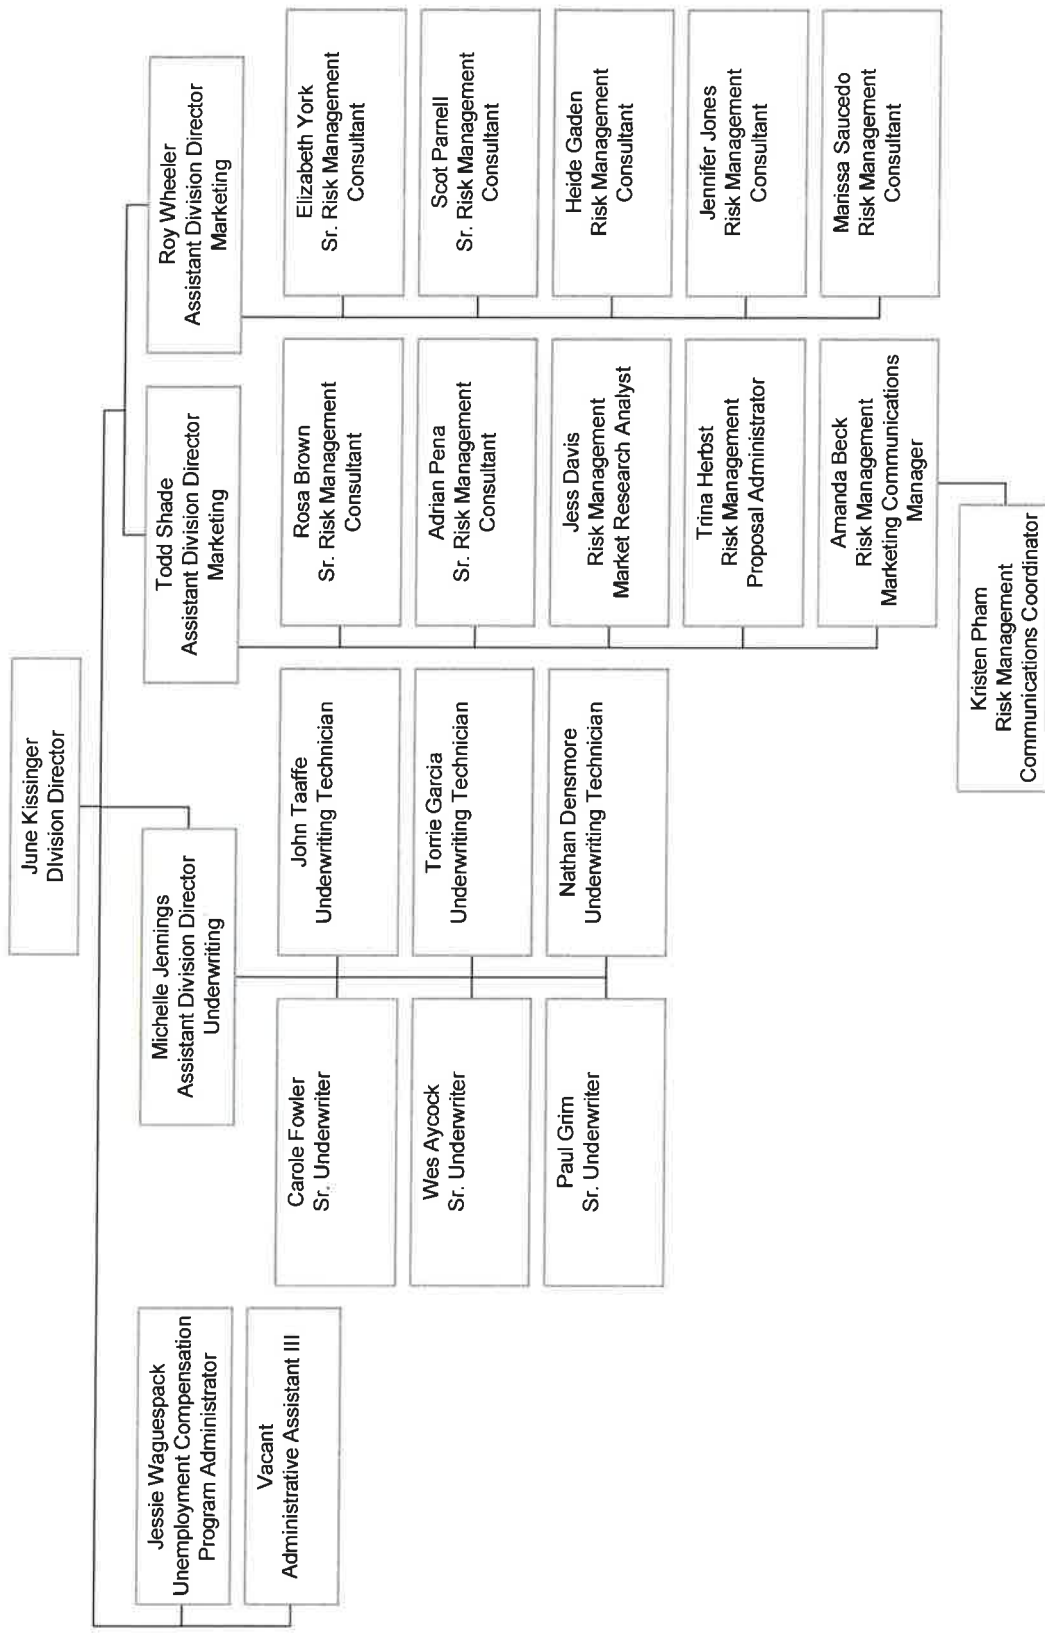 June Kissinger
DIvision Director
Jessie Waguespack
Unemployment Compensation
Program Administrator
Vacant
Administrative Assistant III
Michelle Jennings
Assistant Division Director
Underwriting
Carole Fowler
Sr. Underwriter
Wes Aycock
Sr. Underwriter
Paul Grim
Sr. Underwriter
John Taaffe
Underwriting Technician
Torrie Garcia
Underwriting Technician
Nathan Densmore
Underwriting Technician
Todd Shade
Assistant Division Director
Marketing
Rosa Brown
Sr. Risk Management
Consultant
Adrian Pena
Sr. Risk Management
Consultant
Jess Davis
Risk Management
Market Research Analyst
Trina Herbst
Risk Management
Proposal Administrator
Amanda Beck
Risk Management
Marketing Communications
Manager
Kristen Pham
Risk Management
Communications Coordinator
Roy Wheeler
Assistant Division Director
Marketing
Elizabeth York
Sr. Risk Management
Consultant
Scot Parnell
Sr. Risk Management
Consultant
Heide Gaden
Risk Management
Consultant
Jennifer Jones
Risk Management
Consultant
Marissa Saucedo
Risk Management
Consultant